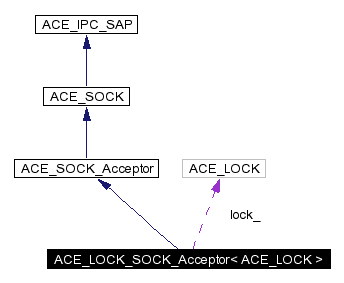 ACE_IPC_SAP
ACE_SOCK
ACE_SOCK_Acceptor
ACE_LOCK
lock_
ACE_LOCK_SOCK_Acceptor< ACE_LOCK >